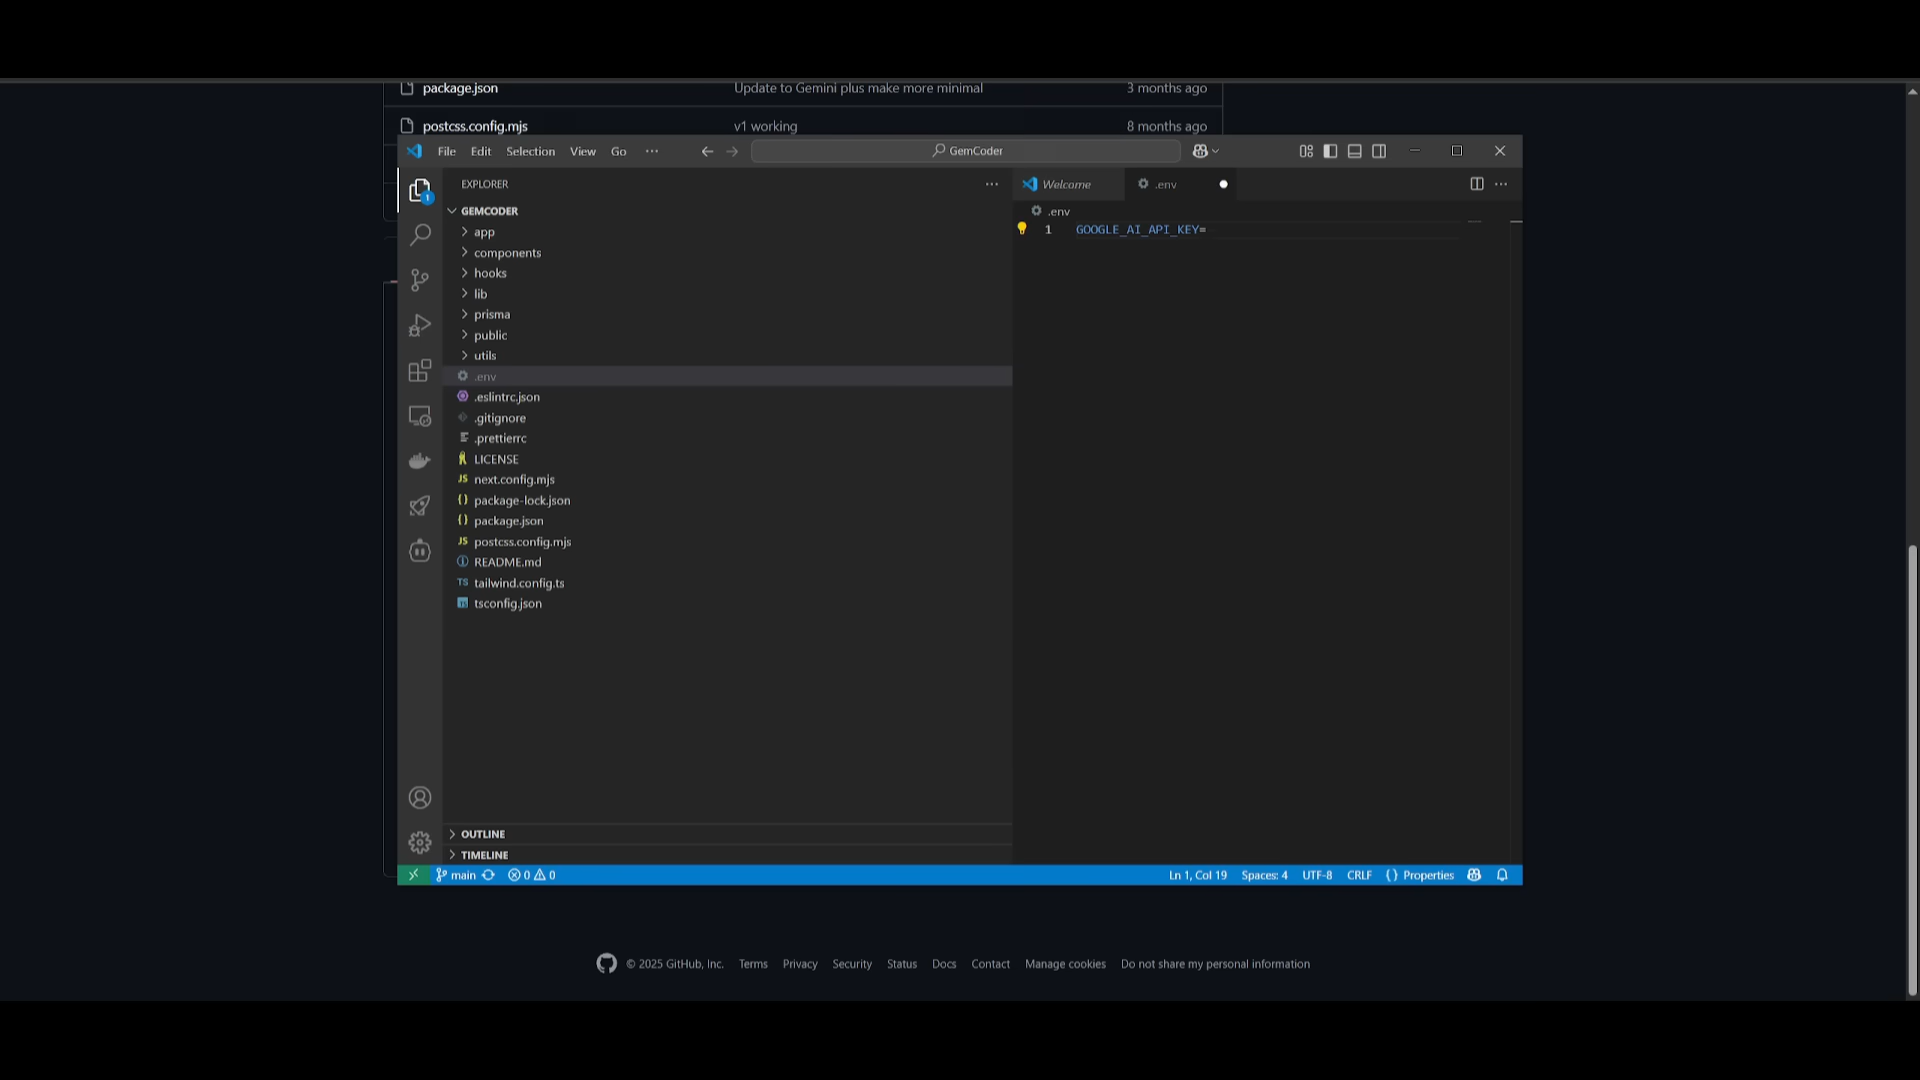 package.json Update to Gemini plus make more minimal 3 months ago
postcss.config.mjs v1 working 8 months ago
File Edit Selection View Go ··· GemCoder
EXPLORER ···
Welcome .env
GEMCODER
.env
app
1 GOOGLE_AI_API_KEY=
components
hooks
lib
prisma
public
utils
.env
.eslintrc.json
.gitignore
.prettierrc
LICENSE
JS next.config.mjs
{} package-lock.json
{} package.json
JS postcss.config.mjs
README.md
TS tailwind.config.ts
tsconfig.json
OUTLINE
TIMELINE
main 0 0 Ln 1, Col 19 Spaces: 4 UTF-8 CRLF {} Properties
© 2025 GitHub, Inc. Terms Privacy Security Status Docs Contact Manage cookies Do not share my personal information